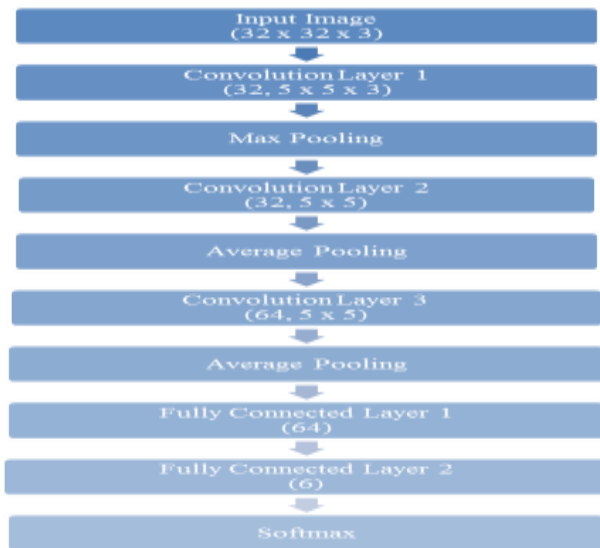 Input Image
(32 x 32 x 3)
Convolution Layer 1
(32, 5 x 5 x 3)
Max Pooling
Convolution Layer 2
(32, 5 x 5)
Average Pooling
Convolution Layer 3
(64, 5 x 5)
Average Pooling
Fully Connected Layer 1
(64)
Fully Connected Layer 2
(6)
Softmax